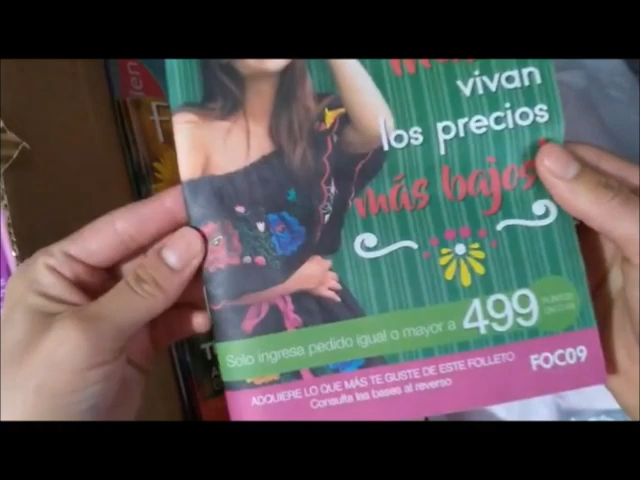 vivan
los precios
más bajos!
Solo ingresa pedido igual o mayor a 499 PUNTOS
ADQUIERE LO QUE MÁS TE GUSTE DE ESTE FOLLETO
Consulta las bases al reverso
FOC09